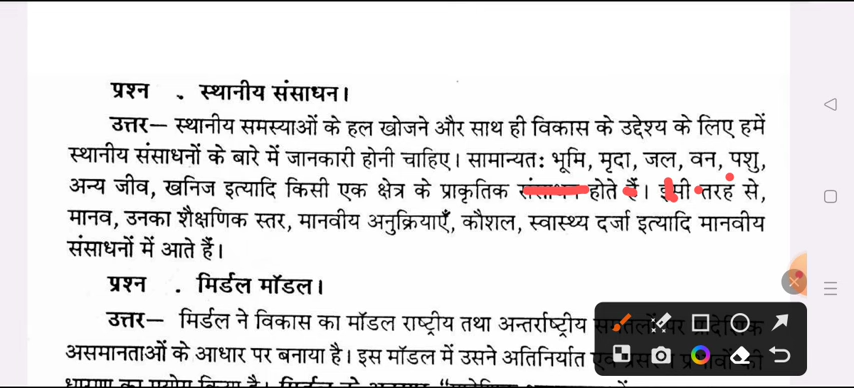 प्रश्न . स्थानीय संसाधन।
उत्तर– स्थानीय समस्याओं के हल खोजने और साथ ही विकास के उद्देश्य के लिए हमें
स्थानीय संसाधनों के बारे में जानकारी होनी चाहिए। सामान्यतः भूमि, मृदा, जल, वन, पशु,
अन्य जीव, खनिज इत्यादि किसी एक क्षेत्र के प्राकृतिक संसाधन होते हैं। इसी तरह से,
मानव, उनका शैक्षणिक स्तर, मानवीय अनुक्रियाएँ, कौशल, स्वास्थ्य दर्जा इत्यादि मानवीय
संसाधनों में आते हैं।
प्रश्न . मिर्डल मॉडल।
उत्तर– मिर्डल ने विकास का मॉडल राष्ट्रीय तथा अन्तर्राष्ट्रीय
असमानताओं के आधार पर बनाया है। इस मॉडल में उसने अतिनिर्यात